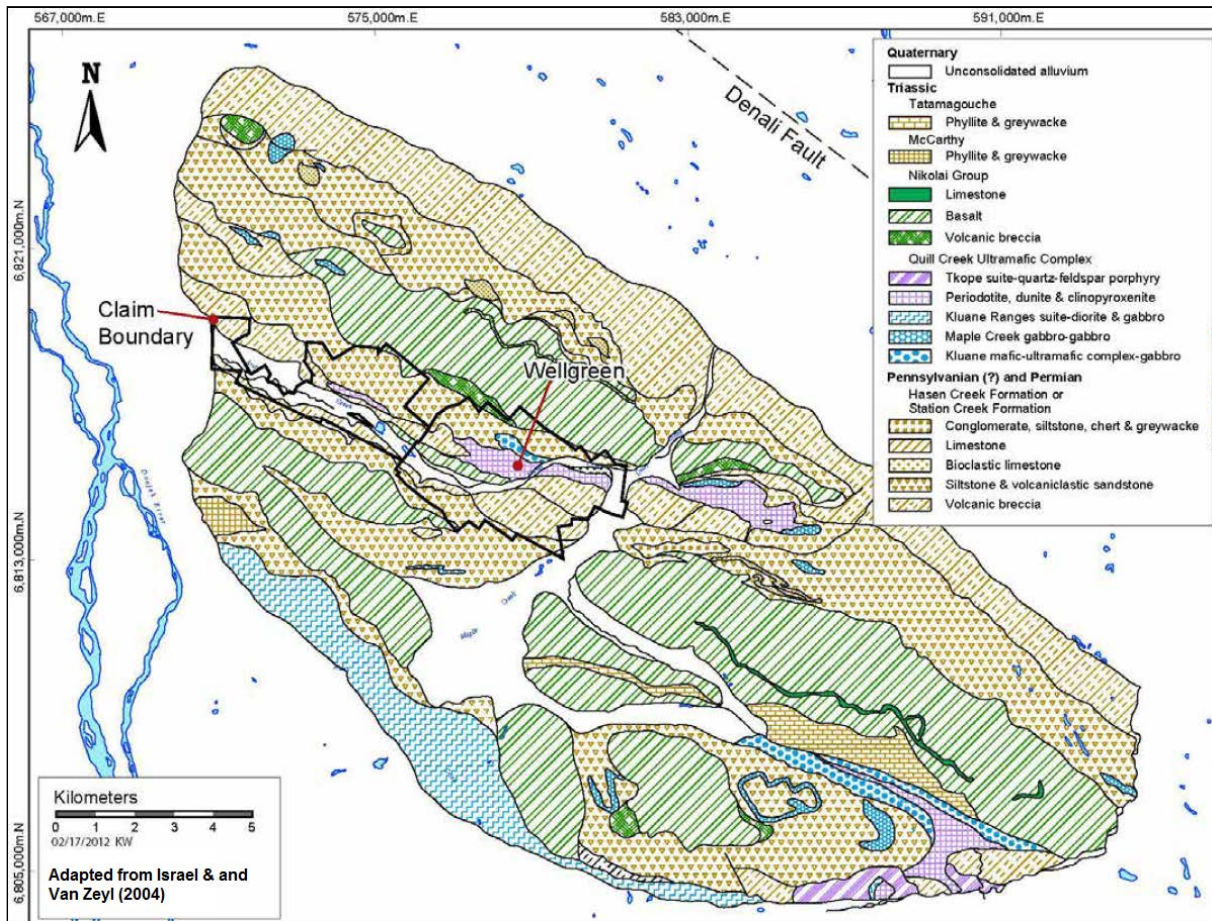 567,000m.E
575,000m.E
583,000m.E
591,000m.E
6,821,000m.N
6,813,000m.N
6,805,000m.N
N
Denali Fault
Claim
Boundary
Wellgreen
Creek
Donjek River
Maple
Creek
Quaternary
Unconsolidated alluvium
Triassic
Tatamagouche
Phyllite & greywacke
McCarthy
Phyllite & greywacke
Nikolai Group
Limestone
Basalt
Volcanic breccia
Quill Creek Ultramafic Complex
Tkope suite-quartz-feldspar porphyry
Periodotite, dunite & clinopyroxenite
Kluane Ranges suite-diorite & gabbro
Maple Creek gabbro-gabbro
Kluane mafic-ultramafic complex-gabbro
Pennsylvanian (?) and Permian
Hasen Creek Formation or
Station Creek Formation
Conglomerate, siltstone, chert & greywacke
Limestone
Bioclastic limestone
Siltstone & volcaniclastic sandstone
Volcanic breccia
Kilometers
0 1 2 3 4 5
02/17/2012 KW
Adapted from Israel & and
Van Zeyl (2004)